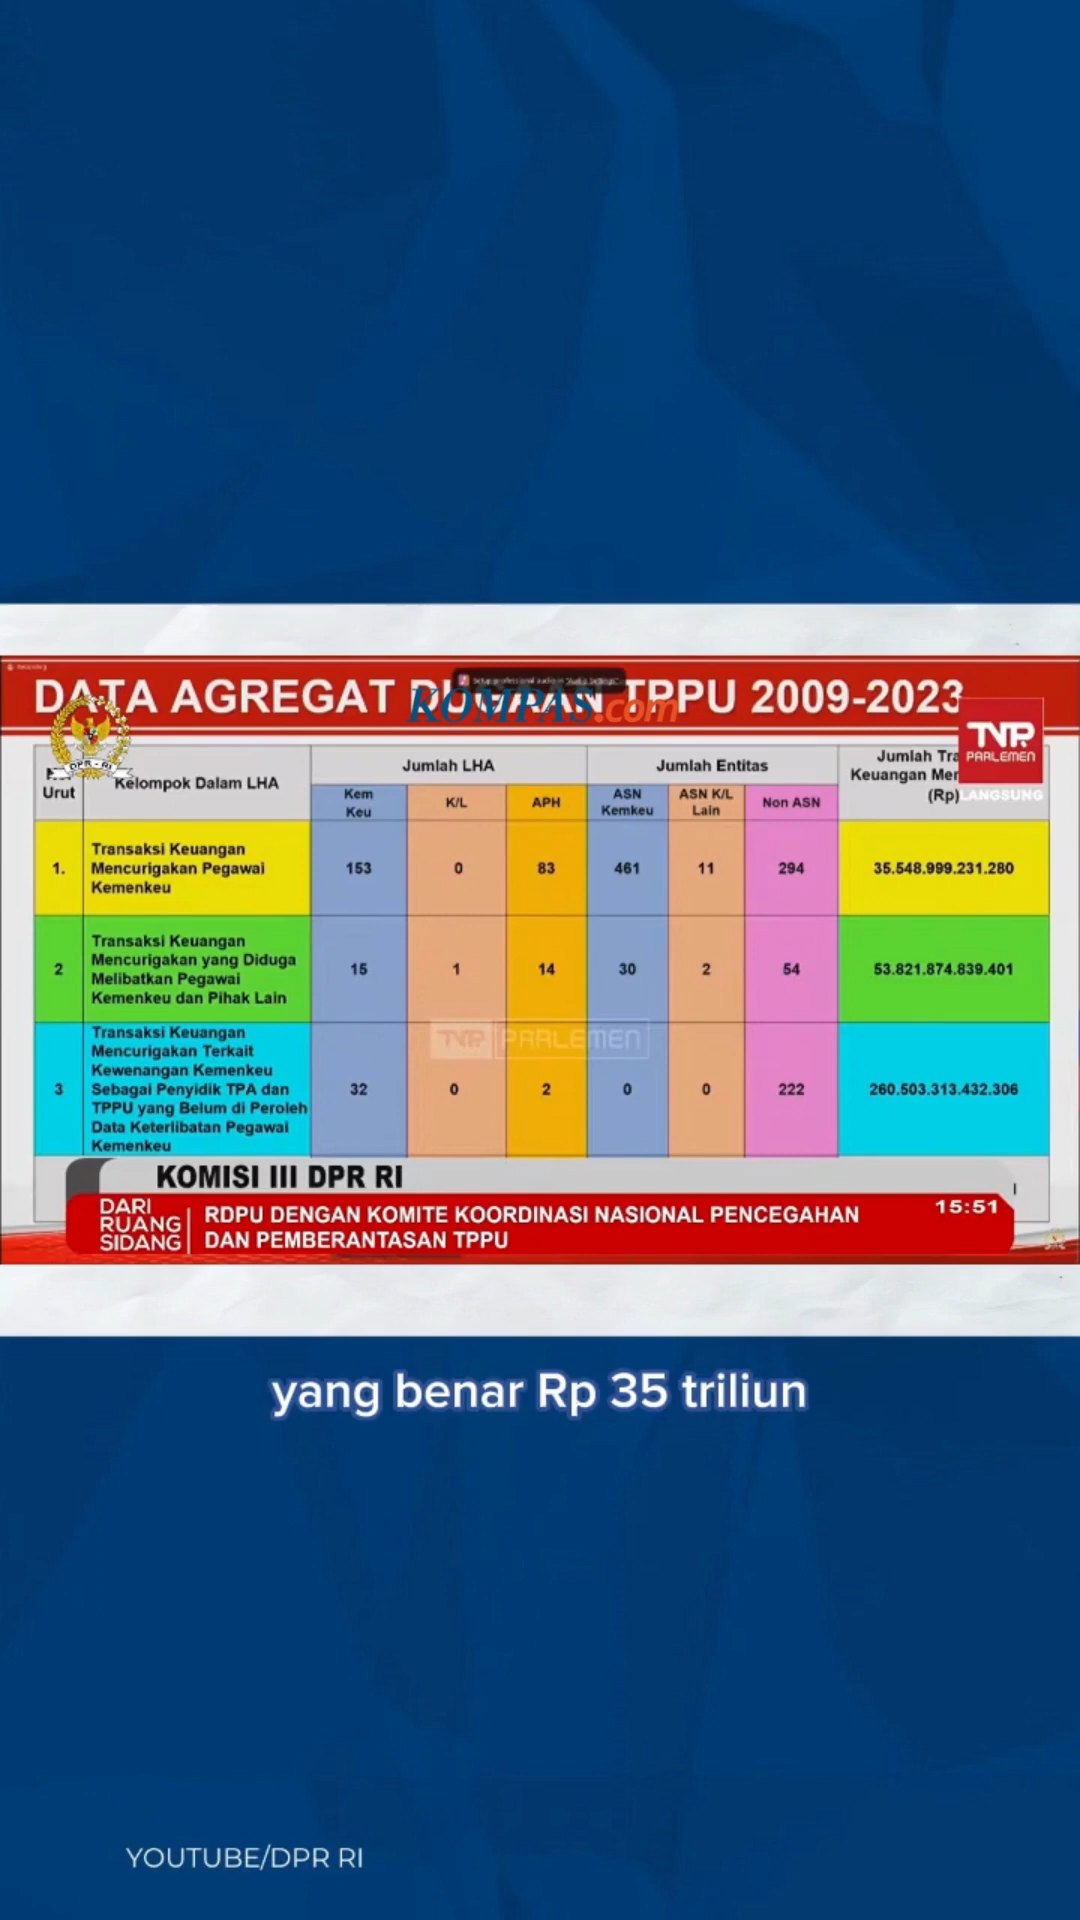 DATA AGREGAT DUGAAN TPPU 2009-2023
KOMPAS.com
DPR - RI
TVP
PARLEMEN
LANGSUNG
Urut
Kelompok Dalam LHA
Jumlah LHA
Jumlah Entitas
Jumlah
Keuangan
(Rp)
Kem
Keu
K/L
APH
ASN
Kemkeu
ASN K/L
Lain
Non ASN
1.
Transaksi Keuangan
Mencurigakan Pegawai
Kemenkeu
153
0
83
461
11
294
35.548.999.231.280
2
Transaksi Keuangan
Mencurigakan yang Diduga
Melibatkan Pegawai
Kemenkeu dan Pihak Lain
15
1
14
30
2
54
53.821.874.839.401
3
Transaksi Keuangan
Mencurigakan Terkait
Kewenangan Kemenkeu
Sebagai Penyidik TPA dan
TPPU yang Belum di Peroleh
Data Keterlibatan Pegawai
Kemenkeu
32
0
2
0
0
222
260.503.313.432.306
TVP PARLEMEN
KOMISI III DPR RI
DARI
RUANG
SIDANG
RDPU DENGAN KOMITE KOORDINASI NASIONAL PENCEGAHAN
DAN PEMBERANTASAN TPPU
15:51
yang benar Rp 35 triliun
YOUTUBE/DPR RI